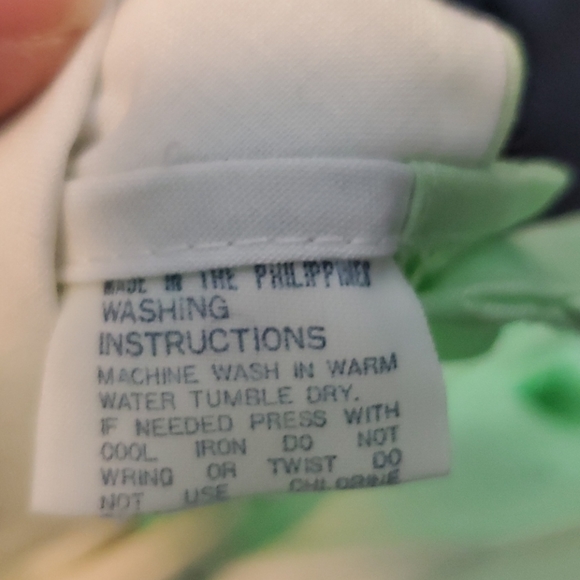 MADE IN THE PHILIPPINES
WASHING
INSTRUCTIONS
MACHINE WASH IN WARM
WATER TUMBLE DRY.
IF NEEDED PRESS WITH
COOL IRON DO NOT
WRING OR TWIST DO
NOT USE CHLORINE